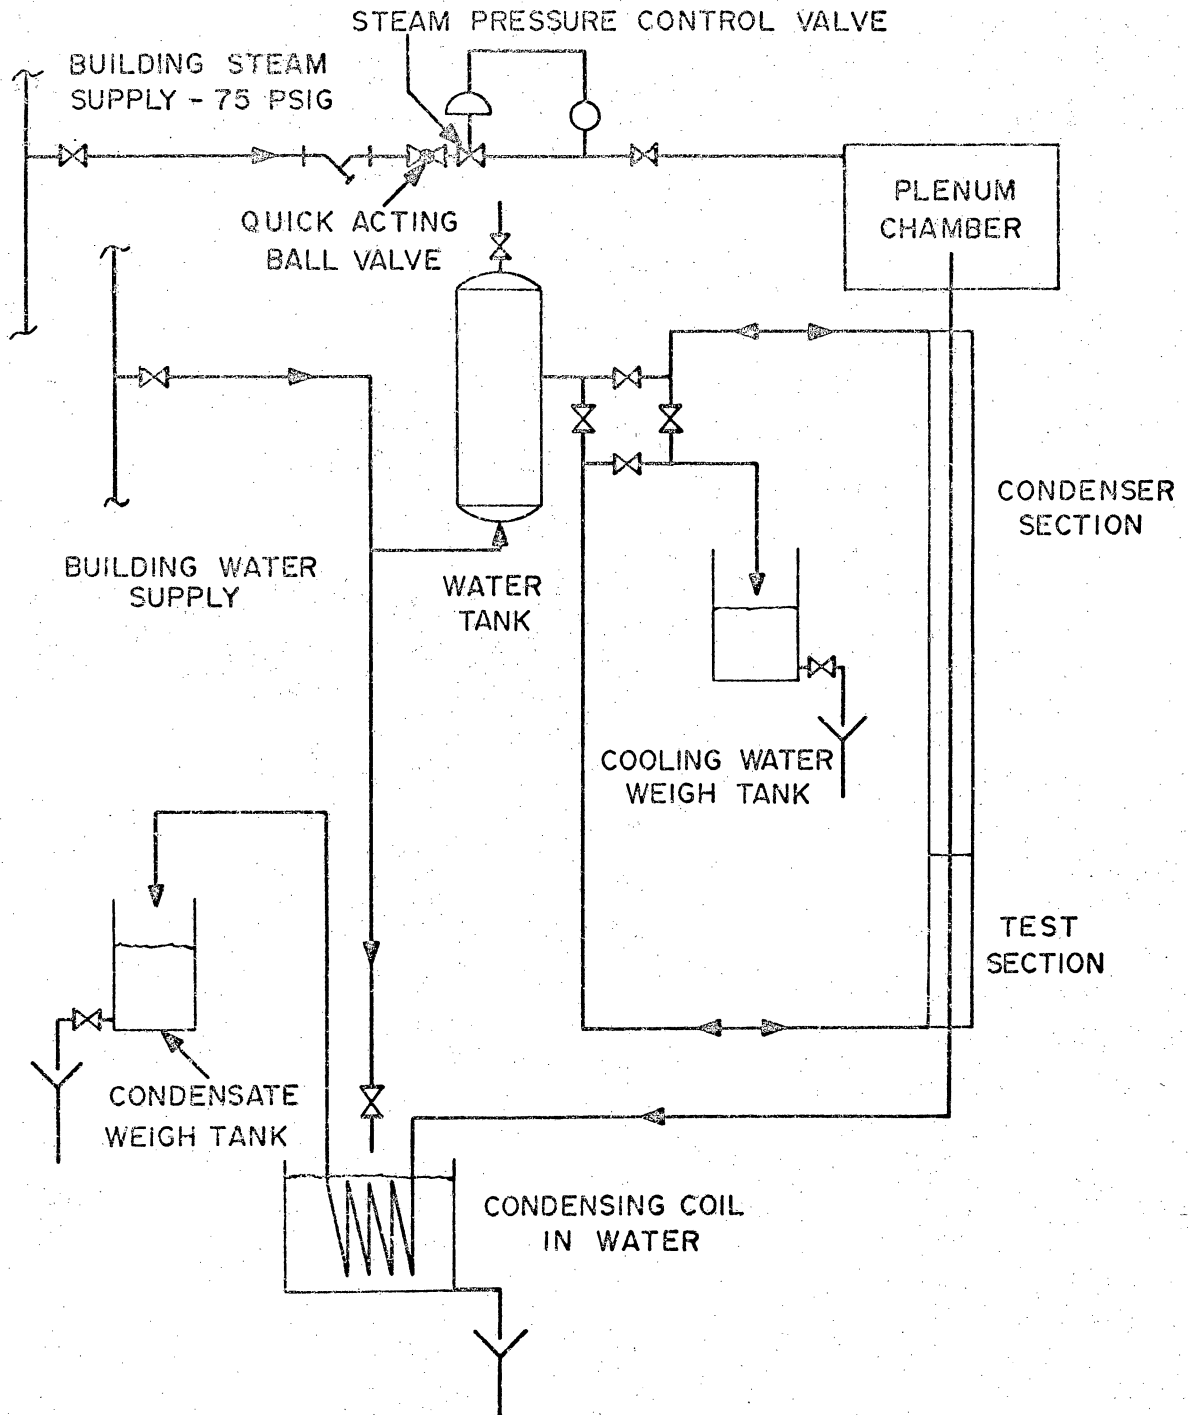 STEAM PRESSURE CONTROL VALVE
BUILDING STEAM
SUPPLY - 75 PSIG
QUICK ACTING
BALL VALVE
PLENUM
CHAMBER
CONDENSER
SECTION
BUILDING WATER
SUPPLY
WATER
TANK
COOLING WATER
WEIGH TANK
TEST
SECTION
CONDENSATE
WEIGH TANK
CONDENSING COIL
IN WATER